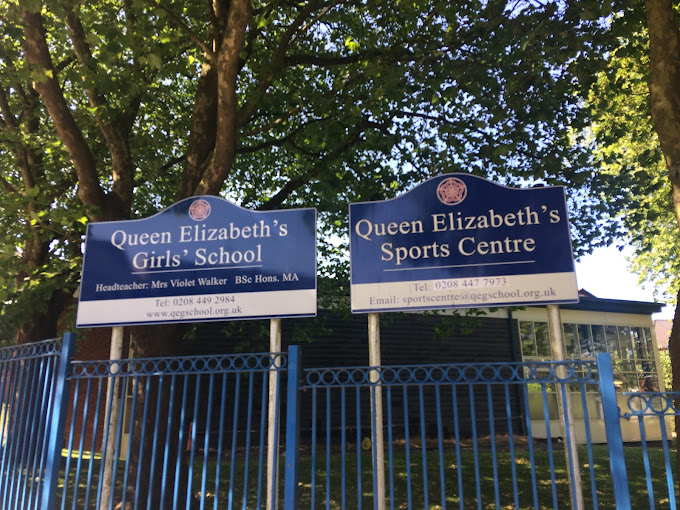 Queen Elizabeth's
Girls' School
Headteacher: Mrs Violet Walker BSc Hons. MA
Tel: 0208 449 2984
www.qegschool.org.uk
Queen Elizabeth's
Sports Centre
Tel: 0208 447 7973
Email: sportscentre@qegschool.org.uk